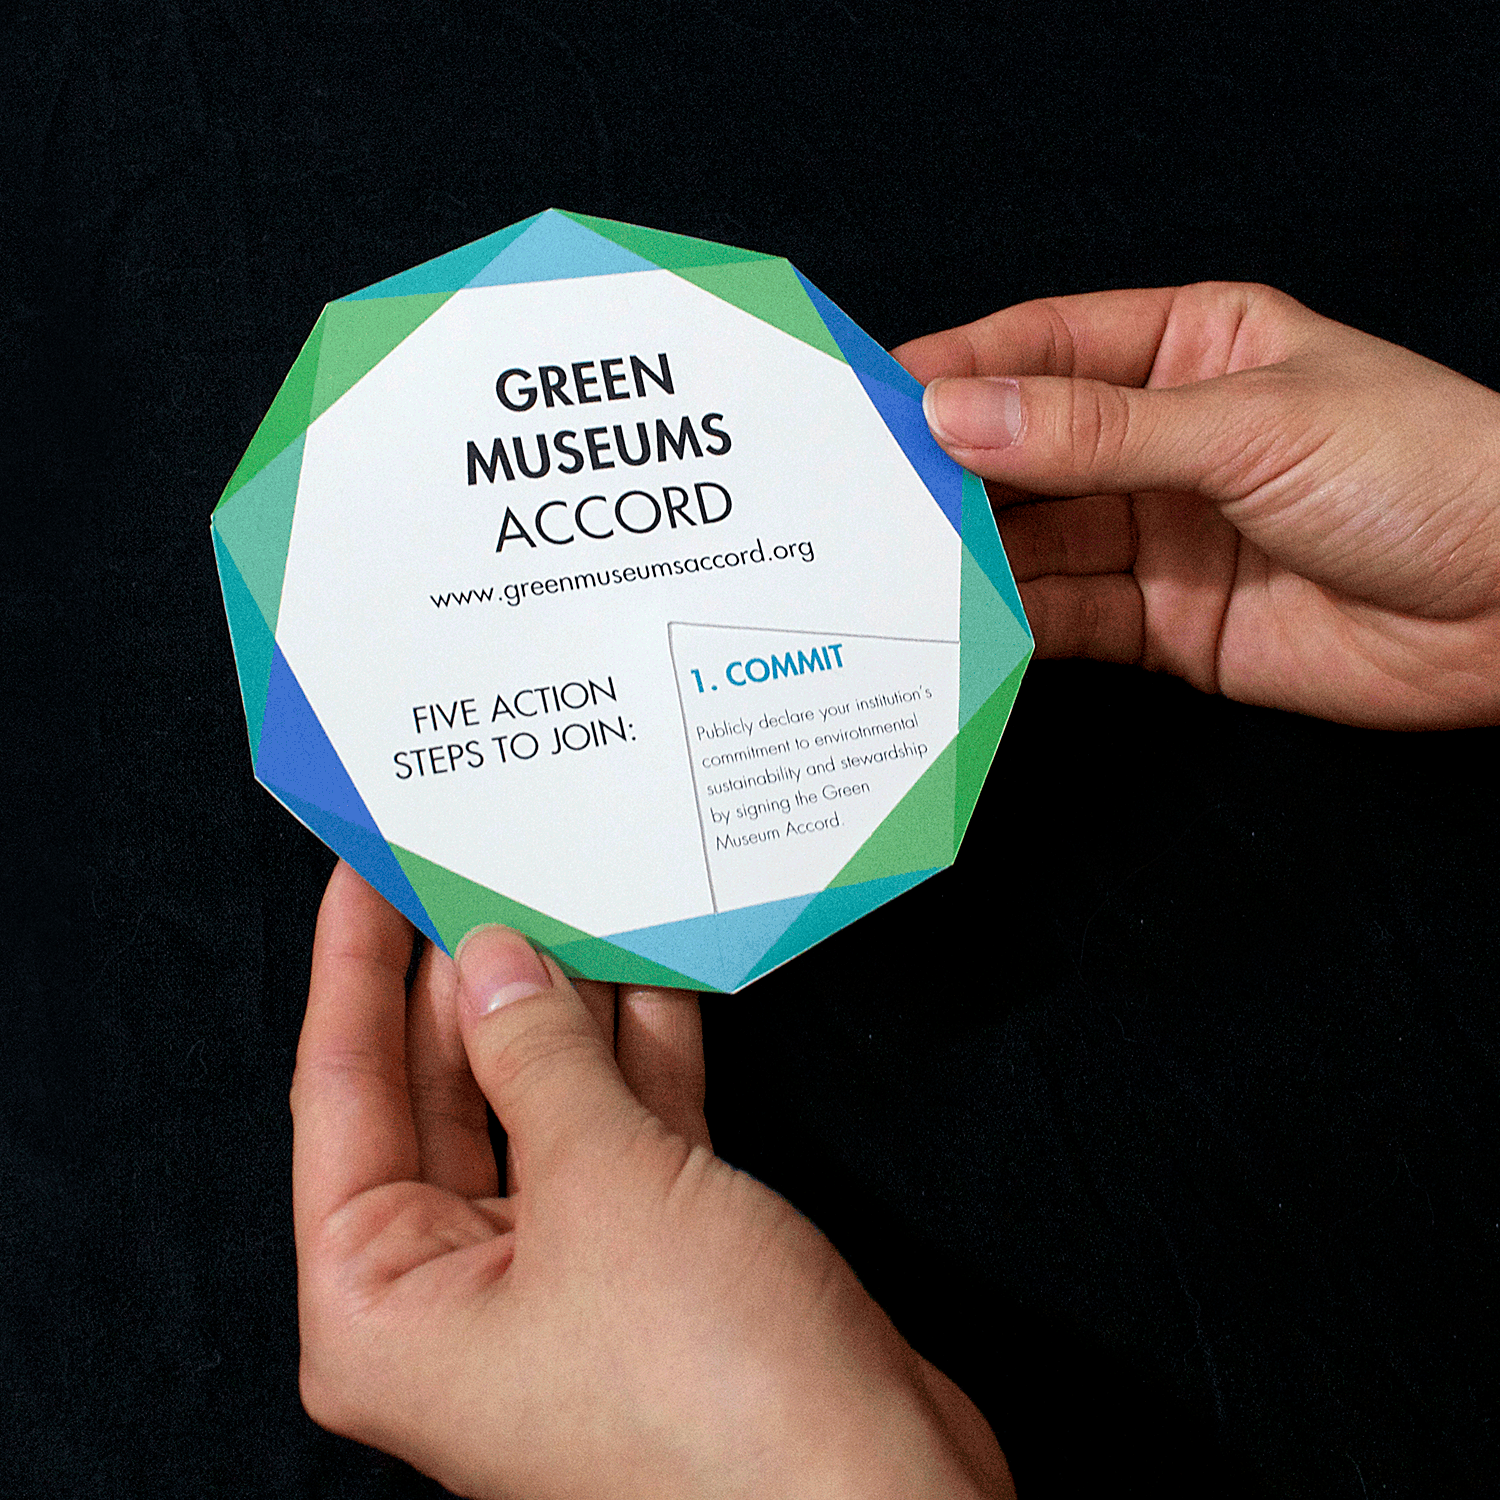 GREEN
MUSEUMS
ACCORD
www.greenmuseumsaccord.org
FIVE ACTION
STEPS TO JOIN:
1. COMMIT
Publicly declare your institution's
commitment to envirotnmental
sustainability and stewardship
by signing the Green
Museum Accord.